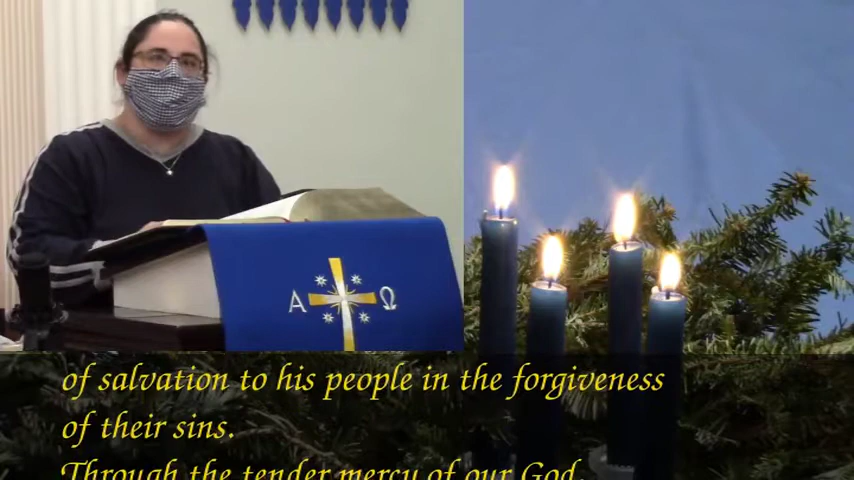 Α Ω
of salvation to his people in the forgiveness
of their sins.
Through the tender mercy of our God,